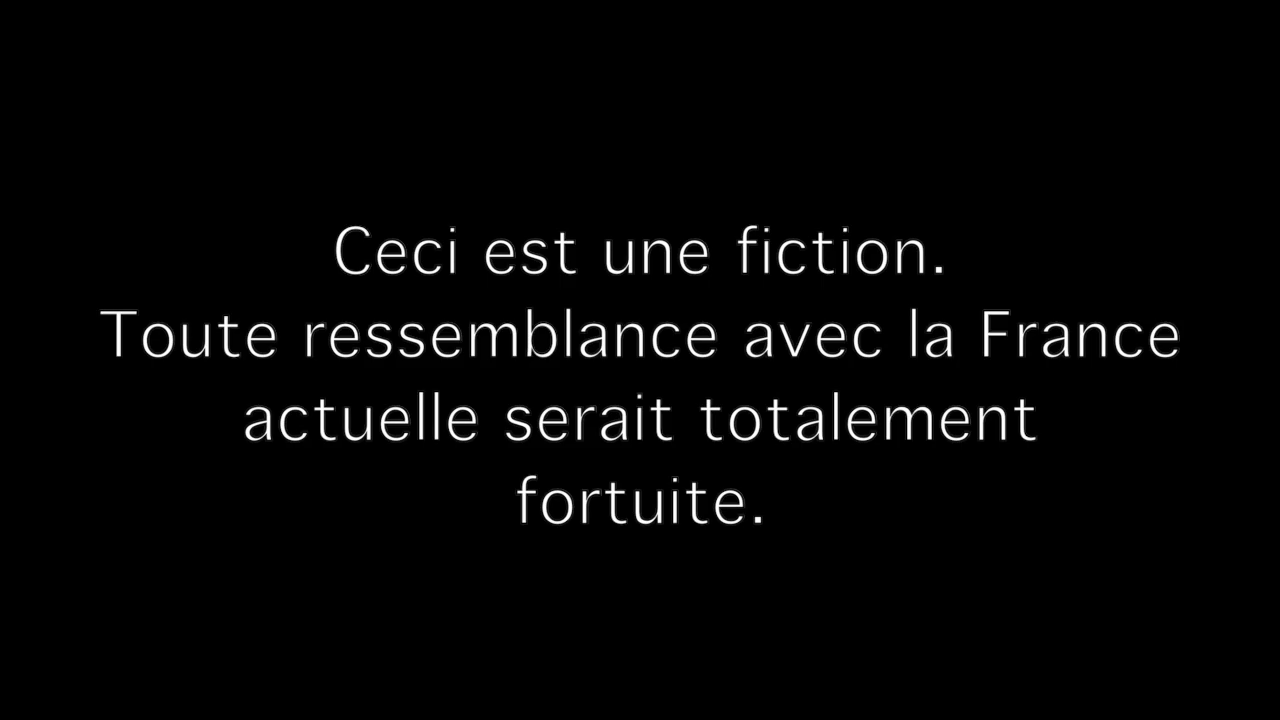 Ceci est une fiction.
Toute ressemblance avec la France
actuelle serait totalement
fortuite.